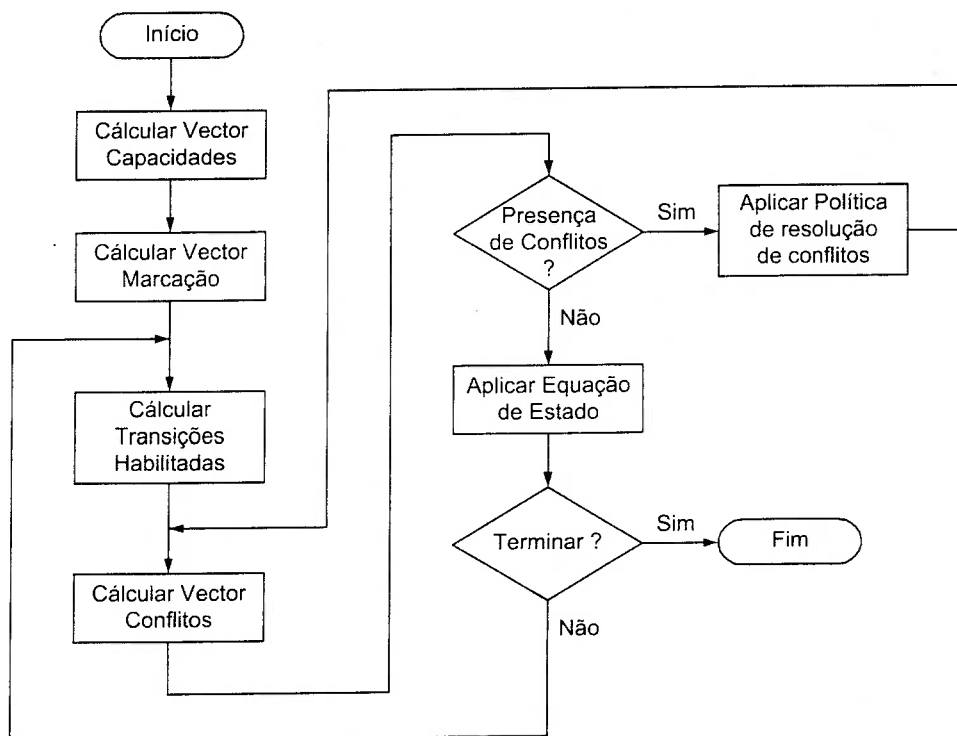 Início
Cálcular Vector
Capacidades
Cálcular Vector
Marcação
Cálcular
Transições
Habilitadas
Cálcular Vector
Conflitos
Presença
de Conflitos
?
Sim
Aplicar Política
de resolução
de conflitos
Não
Aplicar Equação
de Estado
Terminar ?
Sim
Fim
Não